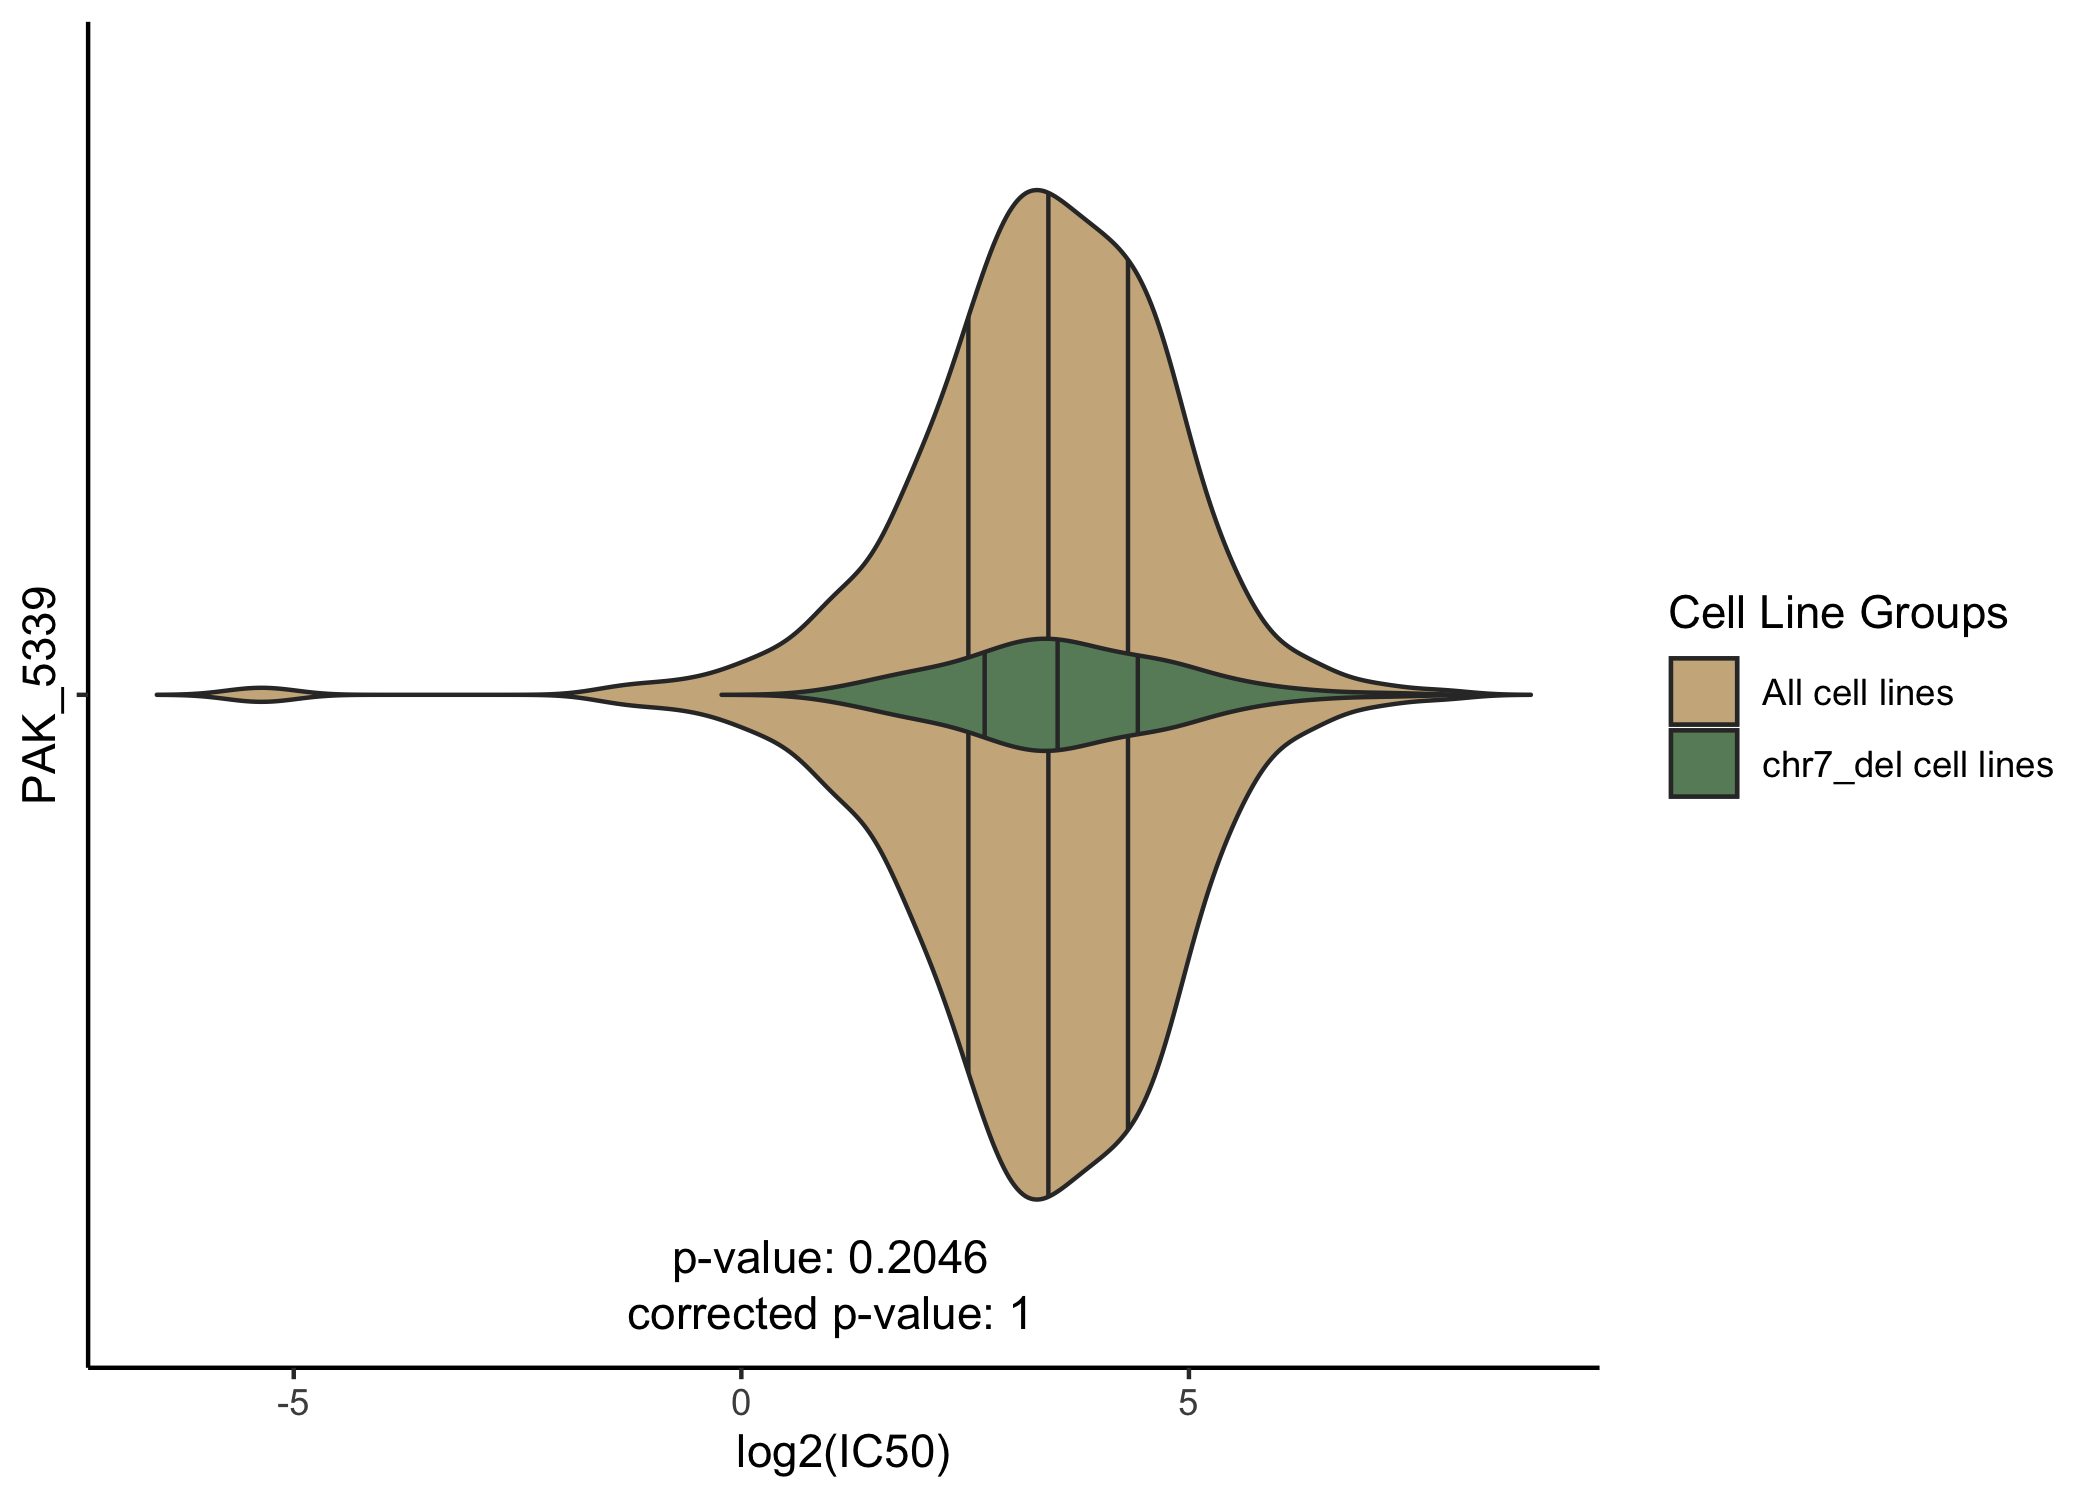 PAK_5339
p-value: 0.2046
corrected p-value: 1
-5
0
5
log2(IC50)
Cell Line Groups
All cell lines
chr7_del cell lines